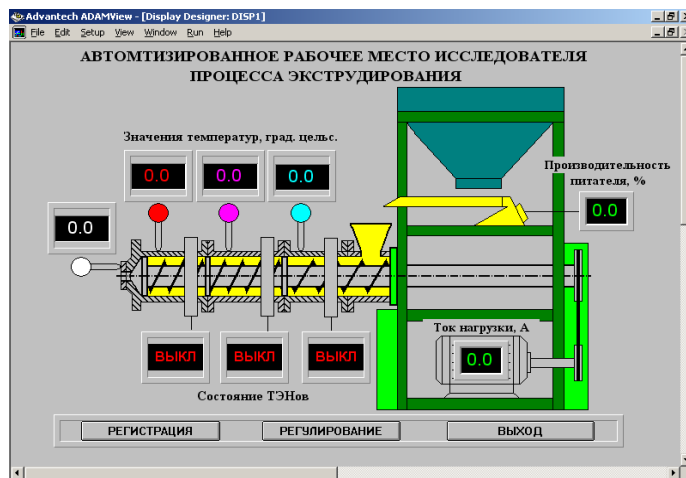 Advantech ADAMView - [Display Designer: DISP1]
File Edit Setup View Window Run Help
АВТОМТИЗИРОВАННОЕ РАБОЧЕЕ МЕСТО ИССЛЕДОВАТЕЛЯ
ПРОЦЕССА ЭКСТРУДИРОВАНИЯ
Значения температур, град. цельс.
0.0 0.0 0.0
Производительность
питателя, %
0.0
0.0
Ток нагрузки, А
0.0
ВЫКЛ ВЫКЛ ВЫКЛ
Состояние ТЭНов
РЕГИСТРАЦИЯ РЕГУЛИРОВАНИЕ ВЫХОД